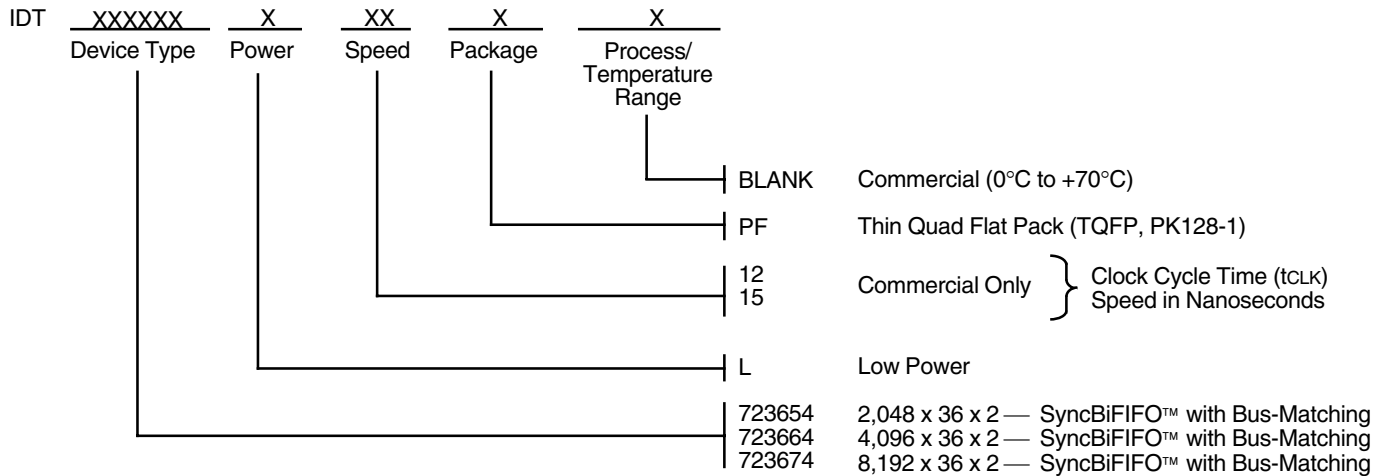 IDT XXXXXX X XX X X
Device Type Power Speed Package Process/
Temperature
Range
BLANK Commercial (0°C to +70°C)
PF Thin Quad Flat Pack (TQFP, PK128-1)
12
15
Commercial Only
Clock Cycle Time (tCLK)
Speed in Nanoseconds
L Low Power
723654 2,048 x 36 x 2 — SyncBiFIFO™ with Bus-Matching
723664 4,096 x 36 x 2 — SyncBiFIFO™ with Bus-Matching
723674 8,192 x 36 x 2 — SyncBiFIFO™ with Bus-Matching